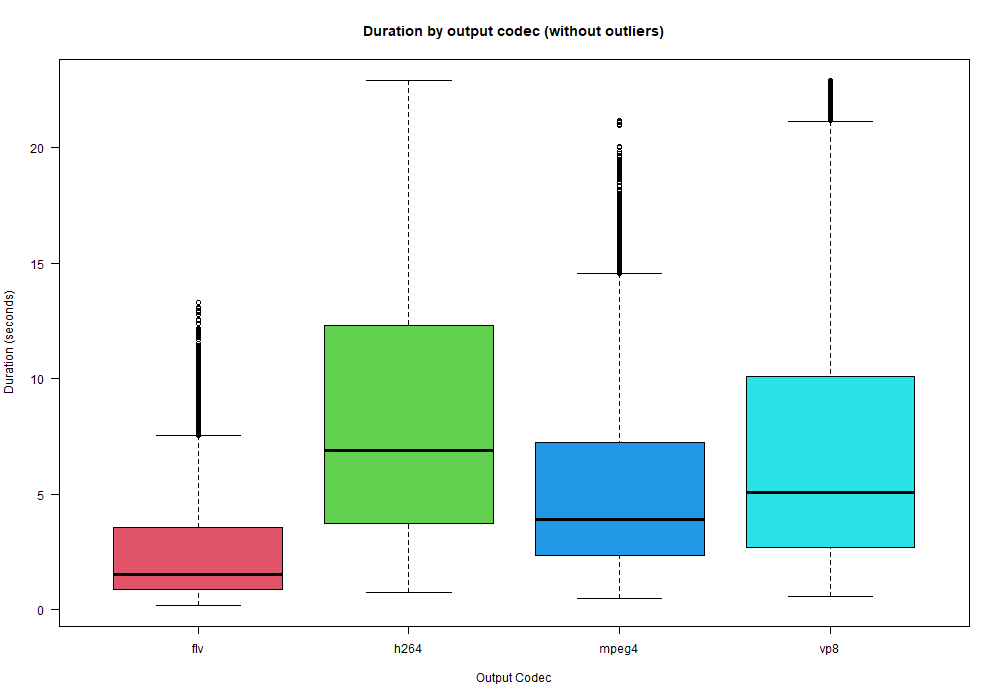 Duration by output codec (without outliers)
Duration (seconds)
20
15
10
5
0
flv
h264
mpeg4
vp8
Output Codec